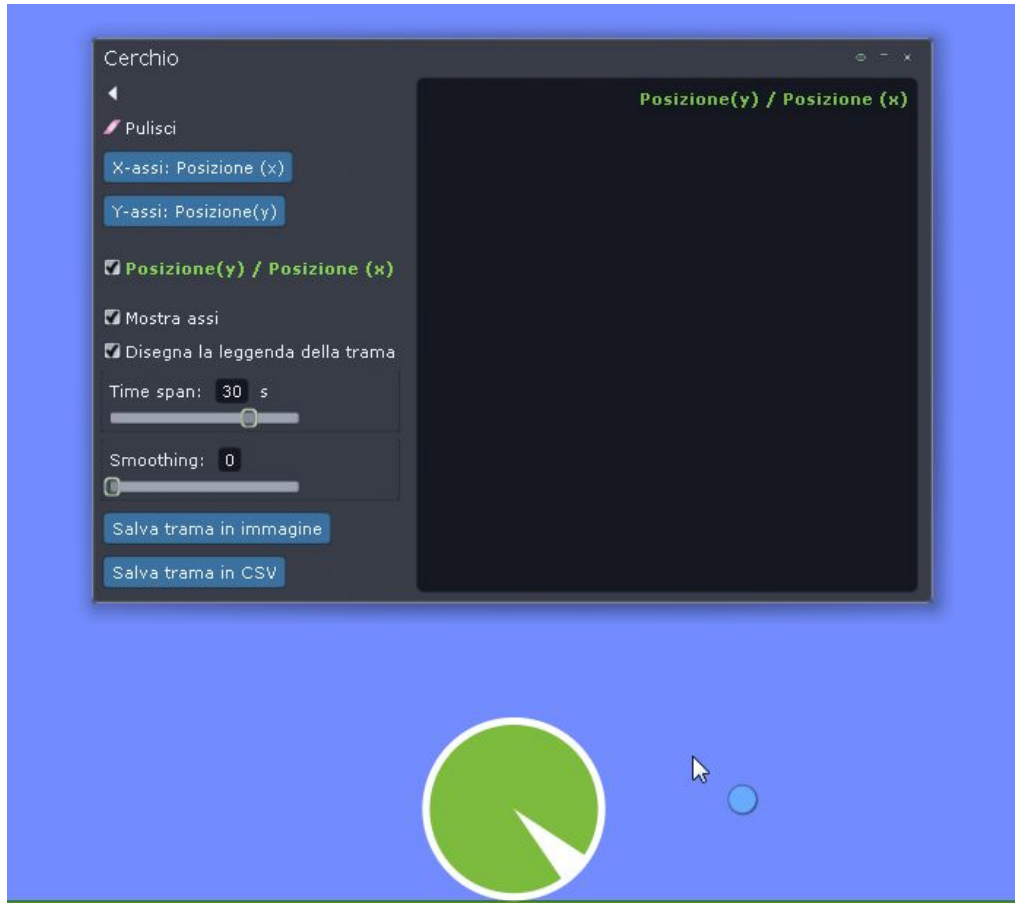 Cerchio
Posizione(y) / Posizione (x)
Pulisci
X-assi: Posizione (x)
Y-assi: Posizione(y)
Posizione(y) / Posizione (x)
Mostra assi
Disegna la leggenda della trama
Time span: 30 s
Smoothing: 0
Salva trama in immagine
Salva trama in CSV